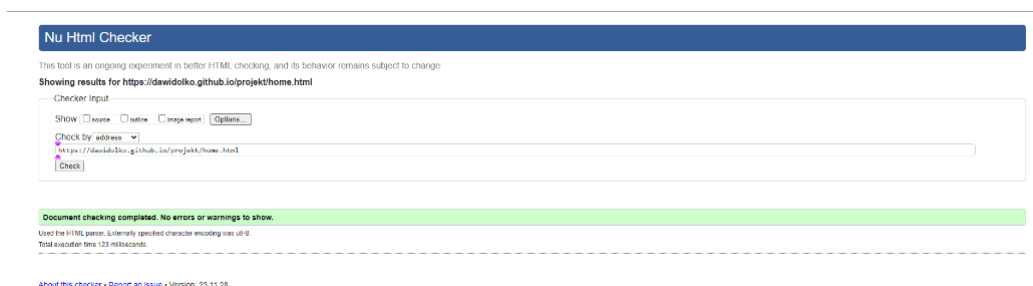 Nu Html Checker
This tool is an ongoing experiment in better HTML checking, and its behavior remains subject to change
Showing results for https://dawidolko.github.io/projekt/home.html
Checker Input
Show source outline image report Options...
Check by address
https://dawidolko.github.io/projekt/home.html
Check
Document checking completed. No errors or warnings to show.
Used the HTML parser. Externally specified character encoding was utf-8.
Total execution time 123 milliseconds.
About this checker • Report an issue • Version: 23.11.28